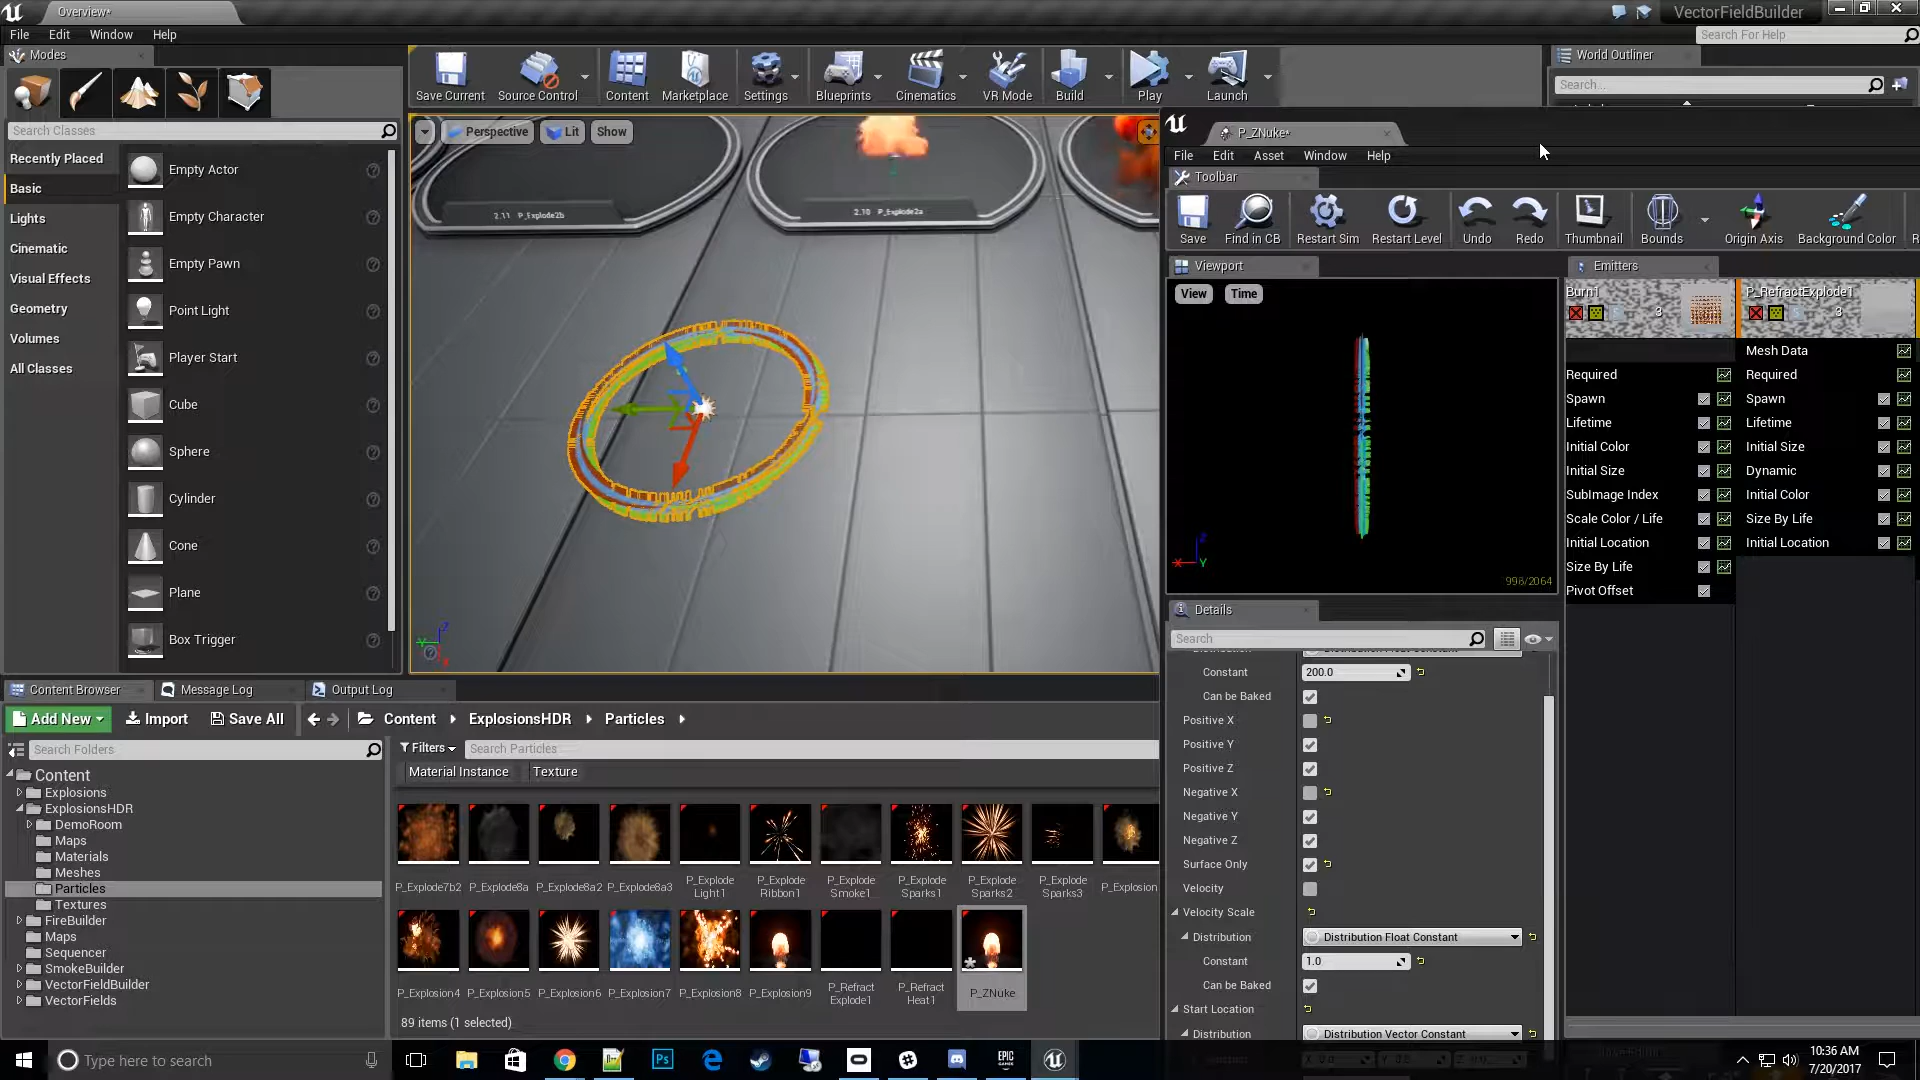 Overview*
VectorFieldBuilder
File Edit Window Help
Search For Help
Modes
World Outliner
Save Current Source Control Content Marketplace Settings Blueprints Cinematics VR Mode Build Play Launch
Search...
Search Classes
Perspective Lit Show
P_ZNuke*
File Edit Asset Window Help
Recently Placed
Basic
Lights
Cinematic
Visual Effects
Geometry
Volumes
All Classes
Empty Actor
Empty Character
Empty Pawn
Point Light
Player Start
Cube
Sphere
Cylinder
Cone
Plane
Box Trigger
2.11 P_Explode2b
2.10 P_Explode2a
Toolbar
Save Find in CB Restart Sim Restart Level Undo Redo Thumbnail Bounds Origin Axis Background Color
Viewport
Emitters
View Time
Burn1
3
P_RefractExplode1
3
Mesh Data
Required Required
Spawn Spawn
Lifetime Lifetime
Initial Color Initial Size
Initial Size Dynamic
SubImage Index Initial Color
Scale Color / Life Size By Life
Initial Location Initial Location
Size By Life
Pivot Offset
X Z Y
998/2064
Details
Search
Constant 200.0
Can be Baked
Positive X
Positive Y
Positive Z
Negative X
Negative Y
Negative Z
Surface Only
Velocity
Velocity Scale
Distribution Distribution Float Constant
Constant 1.0
Can be Baked
Start Location
Distribution Distribution Vector Constant
Content Browser Message Log Output Log
Add New Import Save All Content ExplosionsHDR Particles
Search Folders
Filters Search Particles
Material Instance Texture
Content
Explosions
ExplosionsHDR
DemoRoom
Maps
Materials
Meshes
Particles
Textures
FireBuilder
Maps
Sequencer
SmokeBuilder
VectorFieldBuilder
VectorFields
P_Explode7b2 P_Explode8a P_Explode8a2 P_Explode8a3 P_Explode Light1 P_Explode Ribbon1 P_Explode Smoke1 P_Explode Sparks1 P_Explode Sparks2 P_Explode Sparks3 P_Explosion
P_Explosion4 P_Explosion5 P_Explosion6 P_Explosion7 P_Explosion8 P_Explosion9 P_Refract Explode1 P_Refract Heat1 P_ZNuke
89 items (1 selected)
Type here to search
Ps
EPIC GAMES
10:36 AM
7/20/2017